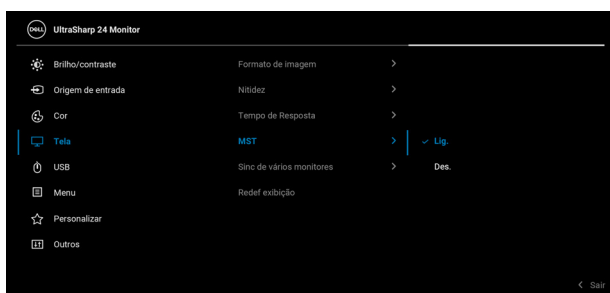 DELL UltraSharp 24 Monitor
Brilho/contraste Formato de imagem
Origem de entrada Nitidez
Cor Tempo de Resposta
Tela MST Lig.
USB Sinc de vários monitores Des.
Menu Redef exibição
Personalizar
Outros
Sair